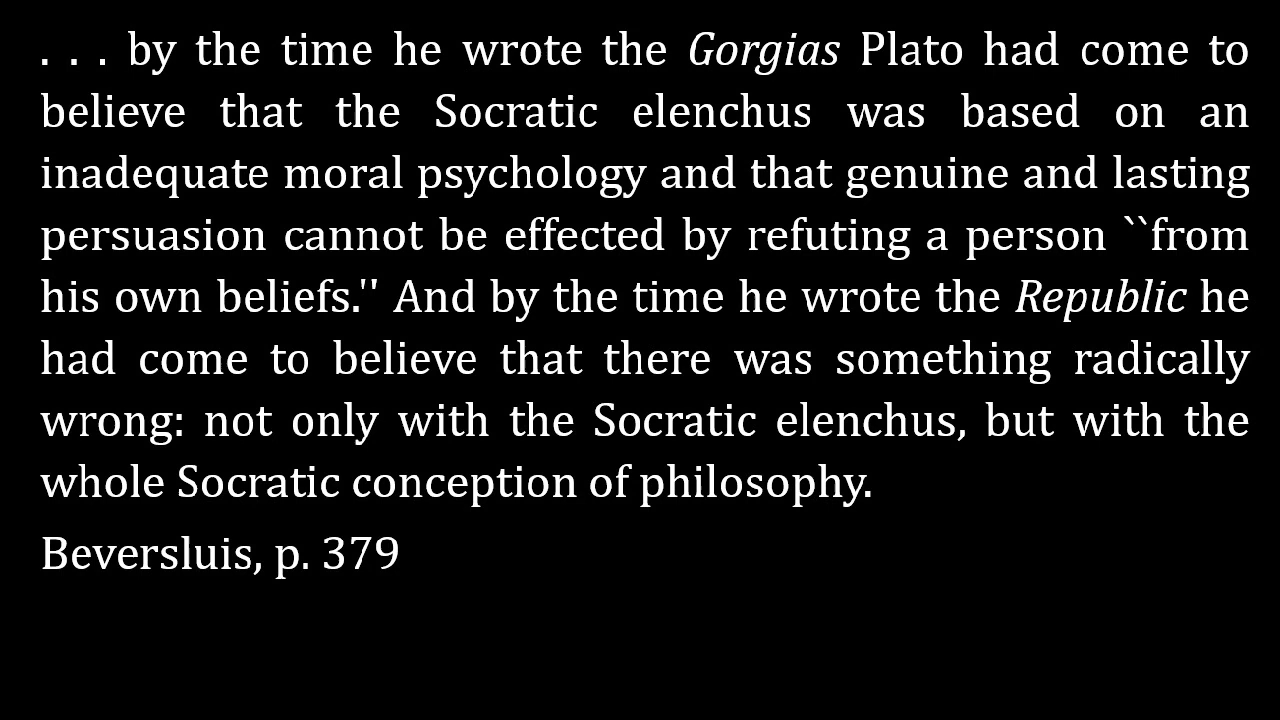 . . . by the time he wrote the Gorgias Plato had come to
believe that the Socratic elenchus was based on an
inadequate moral psychology and that genuine and lasting
persuasion cannot be effected by refuting a person ``from
his own beliefs.'' And by the time he wrote the Republic he
had come to believe that there was something radically
wrong: not only with the Socratic elenchus, but with the
whole Socratic conception of philosophy.
Beversluis, p. 379